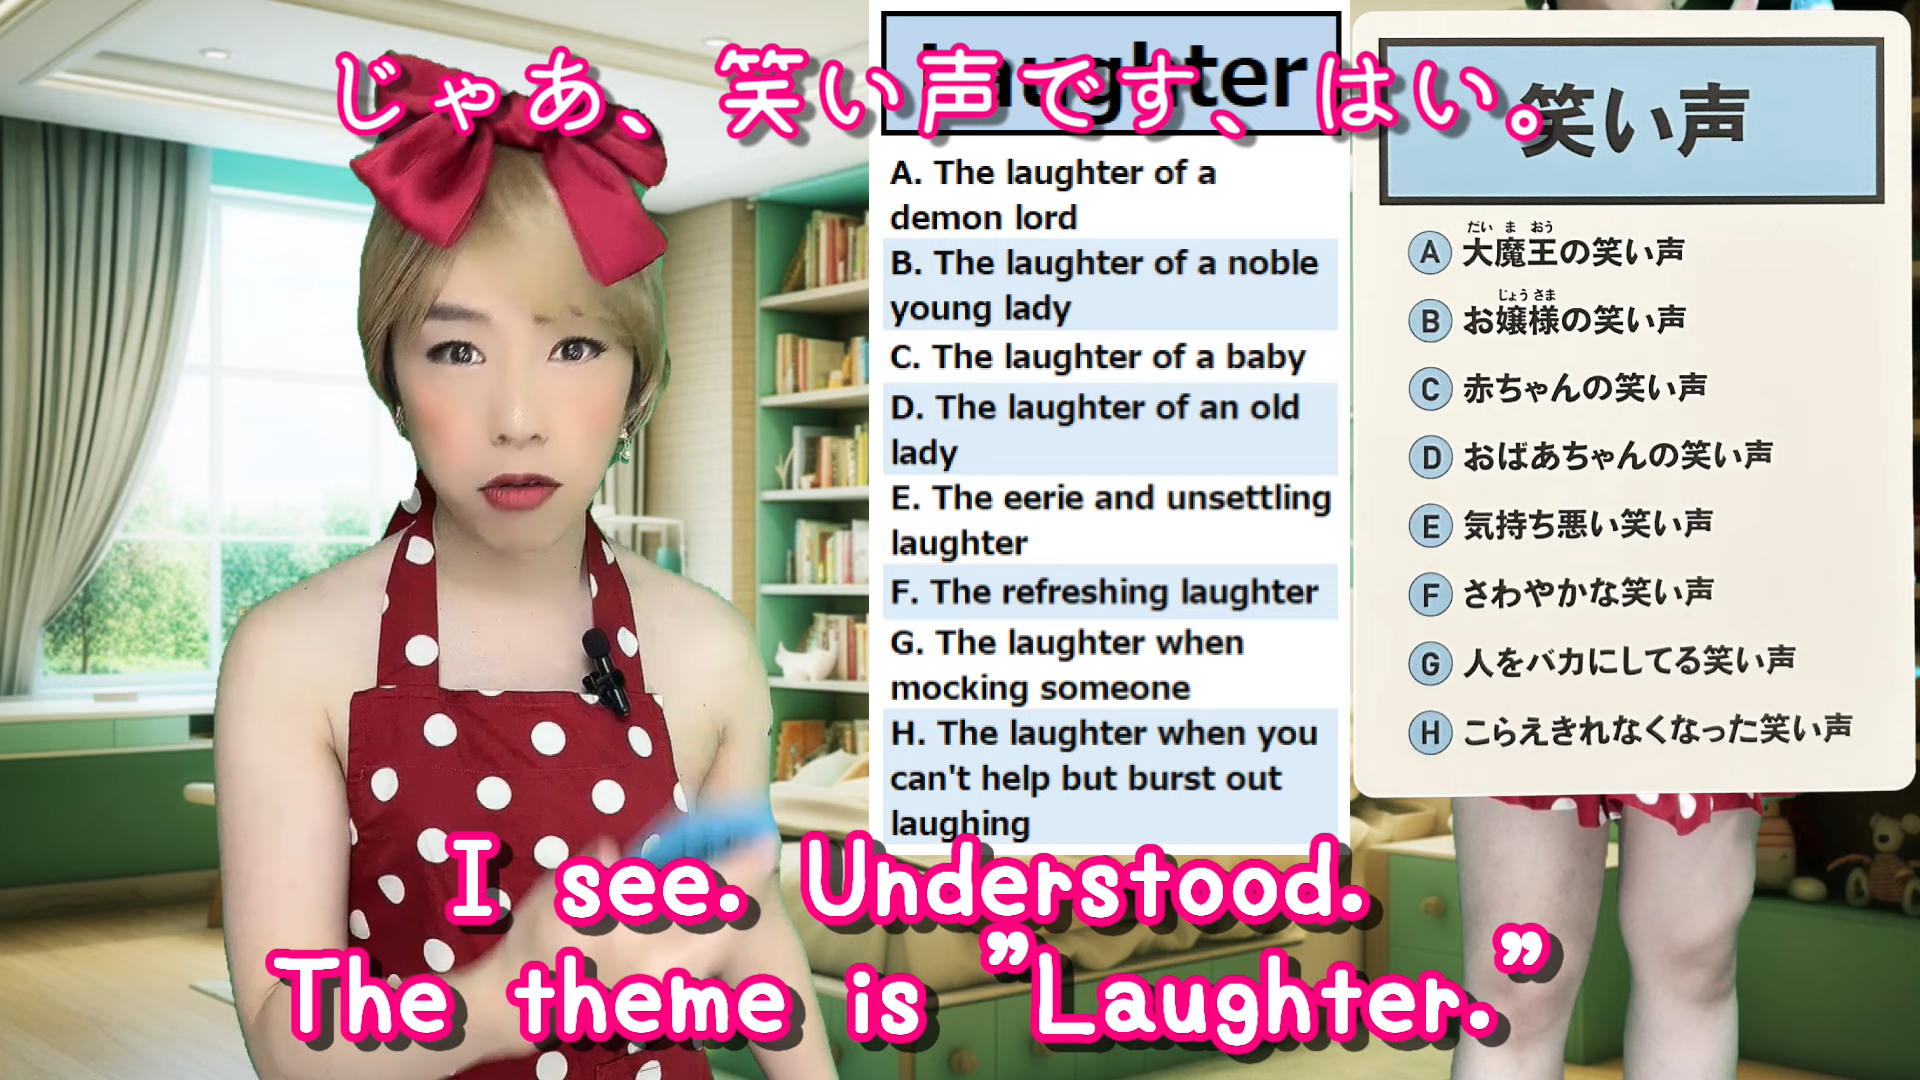 じゃあ、笑い声です、はい。
Laughter
A. The laughter of a
demon lord
B. The laughter of a noble
young lady
C. The laughter of a baby
D. The laughter of an old
lady
E. The eerie and unsettling
laughter
F. The refreshing laughter
G. The laughter when
mocking someone
H. The laughter when you
can't help but burst out
laughing
笑い声
だいまおう
A 大魔王の笑い声
じょうさま
B お嬢様の笑い声
C 赤ちゃんの笑い声
D おばあちゃんの笑い声
E 気持ち悪い笑い声
F さわやかな笑い声
G 人をバカにしてる笑い声
H こらえきれなくなった笑い声
I see. Understood.
The theme is "Laughter."